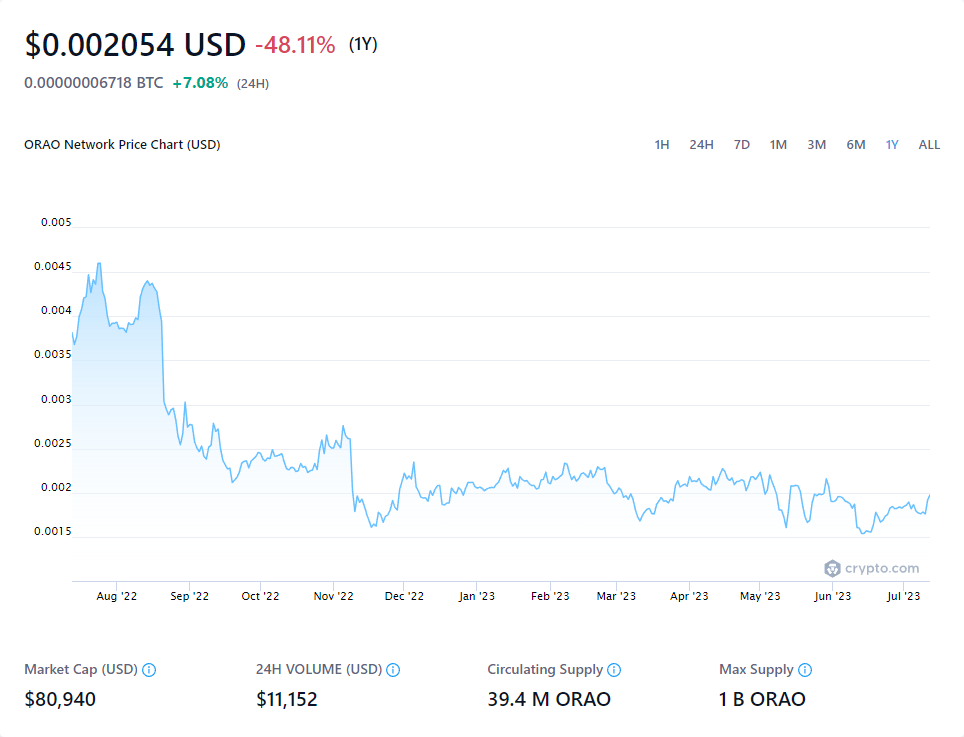 $0.002054 USD -48.11% (1Y)
0.00000006718 BTC +7.08% (24H)
ORAO Network Price Chart (USD)
1H 24H 7D 1M 3M 6M 1Y ALL
0.005
0.0045
0.004
0.0035
0.003
0.0025
0.002
0.0015
crypto.com
Aug '22 Sep '22 Oct '22 Nov '22 Dec '22 Jan '23 Feb '23 Mar '23 Apr '23 May '23 Jun '23 Jul '23
Market Cap (USD) 24H VOLUME (USD) Circulating Supply Max Supply
$80,940 $11,152 39.4 M ORAO 1 B ORAO